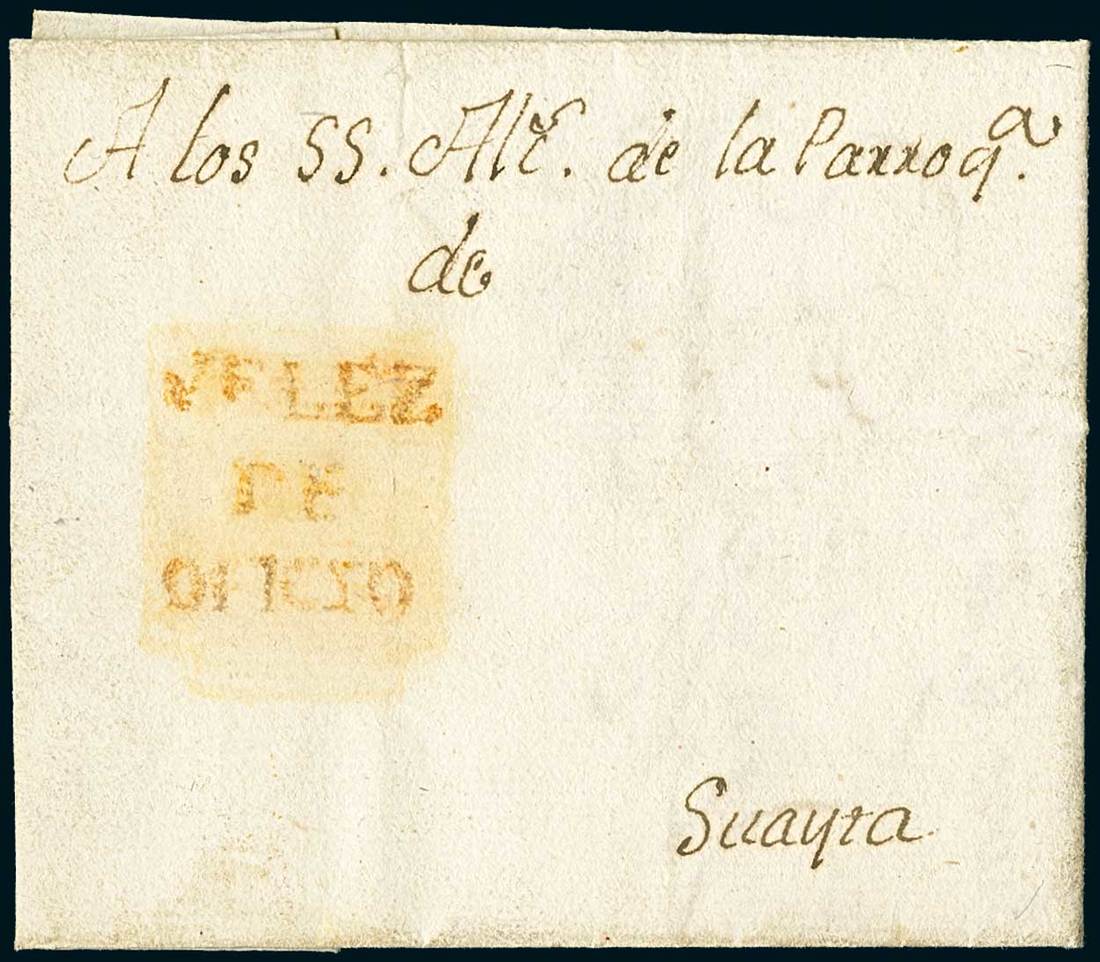 A los SS. Alc.ͤ de la Parroq.ͣ
de
VELEZ
DE
OFICIO
Suayta